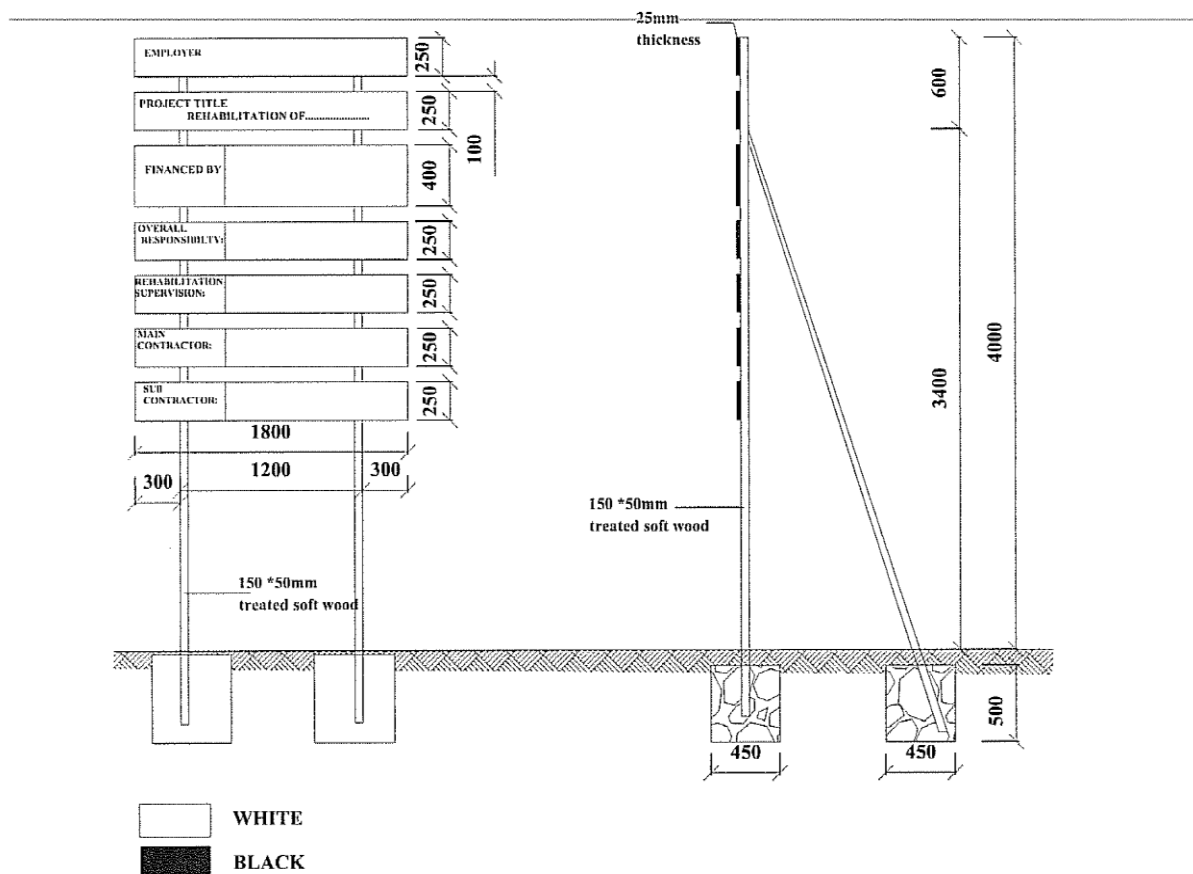 25mm
thickness
EMPLOYER
250
PROJECT TITLE
REHABILITATION OF......................
250
100
FINANCED BY
400
OVERALL
RESPONSIBILTY:
250
REHABILITATION
SUPERVISION:
250
MAIN
CONTRACTOR:
250
SUB
CONTRACTOR:
250
1800
300
1200
300
150 *50mm
treated soft wood
150 *50mm
treated soft wood
600
3400
4000
500
450
450
WHITE
BLACK